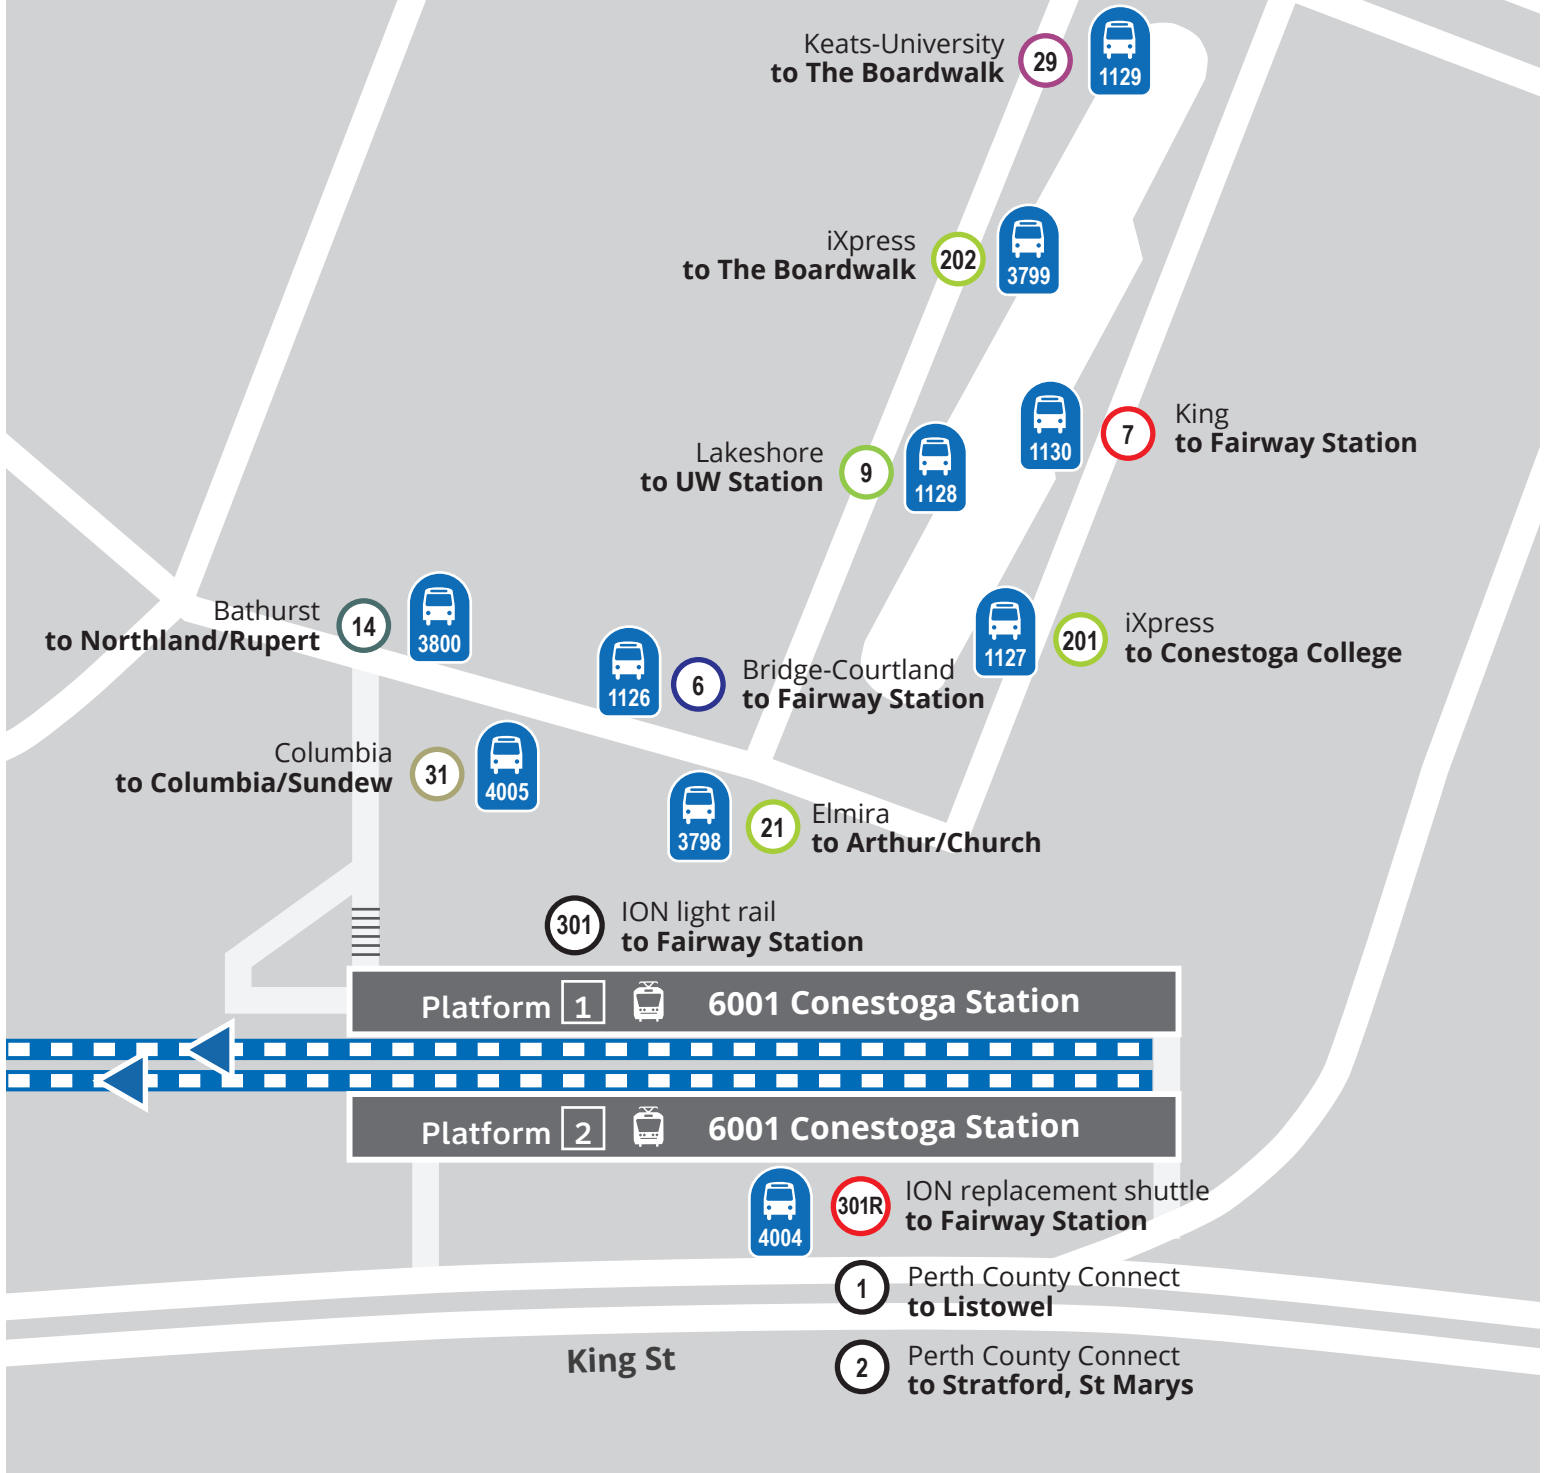 Keats-University
to The Boardwalk
29
1129
iXpress
to The Boardwalk
202
3799
1130
7
King
to Fairway Station
Lakeshore
to UW Station
9
1128
Bathurst
to Northland/Rupert
14
3800
1126
6
Bridge-Courtland
to Fairway Station
1127
201
iXpress
to Conestoga College
Columbia
to Columbia/Sundew
31
4005
3798
21
Elmira
to Arthur/Church
301
ION light rail
to Fairway Station
Platform 1 6001 Conestoga Station
Platform 2 6001 Conestoga Station
4004
301R
ION replacement shuttle
to Fairway Station
1
Perth County Connect
to Listowel
King St
2
Perth County Connect
to Stratford, St Marys